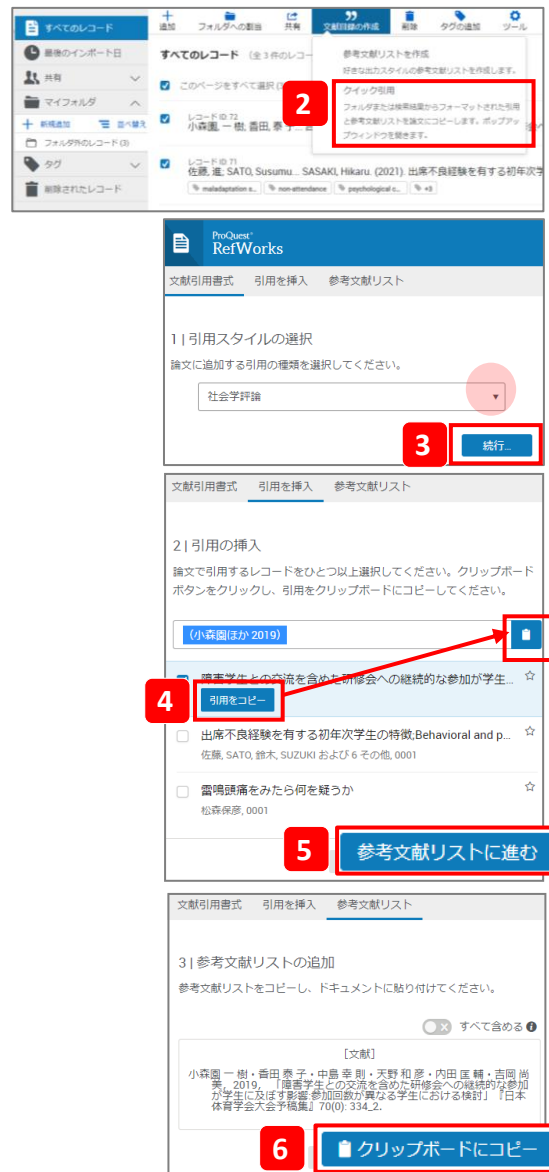 すべてのレコード
最後のインポート日
共有
マイフォルダ
新規追加 並べ替え
フォルダ外のレコード (3)
タグ
削除されたレコード
追加 フォルダへの割当 共有 文献目録の作成 削除 タグの追加 ツール
すべてのレコード (全 3 件のレコー
このページをすべて選択
参考文献リストを作成
好きな出力スタイルの参考文献リストを作成します。
2
クイック引用
フォルダまたは検索結果からフォーマットされた引用
と参考文献リストを論文にコピーします。ポップアッ
プウィンドウを開きます。
レコード ID 72
小森園, 一樹; 香田, 泰子
レコード ID 71
佐藤, 進; SATO, Susumu... SASAKI, Hikaru. (2021). 出席不良経験を有する初年次学
maladaptation s... non-attendance psychological c... +3
ProQuest
RefWorks
文献引用書式 引用を挿入 参考文献リスト
1 | 引用スタイルの選択
論文に追加する引用の種類を選択してください。
社会学評論
3
続行...
文献引用書式 引用を挿入 参考文献リスト
2 | 引用の挿入
論文で引用するレコードをひとつ以上選択してください。クリップボード
ボタンをクリックし、引用をクリップボードにコピーしてください。
(小森園ほか 2019)
障害学生との交流を含めた研修会への継続的な参加が学生...
4
引用をコピー
出席不良経験を有する初年次学生の特徴;Behavioral and p...
佐藤, SATO, 鈴木, SUZUKI および 6 その他, 0001
雷鳴頭痛をみたら何を疑うか
松森保彦, 0001
5
参考文献リストに進む
文献引用書式 引用を挿入 参考文献リスト
3 | 参考文献リストの追加
参考文献リストをコピーし、ドキュメントに貼り付けてください。
すべて含める
[文献]
小森園 一樹・香田 泰子・中島 幸則・天野 和彦・内田 匡輔・吉岡 尚
美, 2019, 「障害学生との交流を含めた研修会への継続的な参加
が学生に及ぼす影響:参加回数が異なる学生における検討」『日本
体育学会大会予稿集』70(0): 334_2.
6
クリップボードにコピー